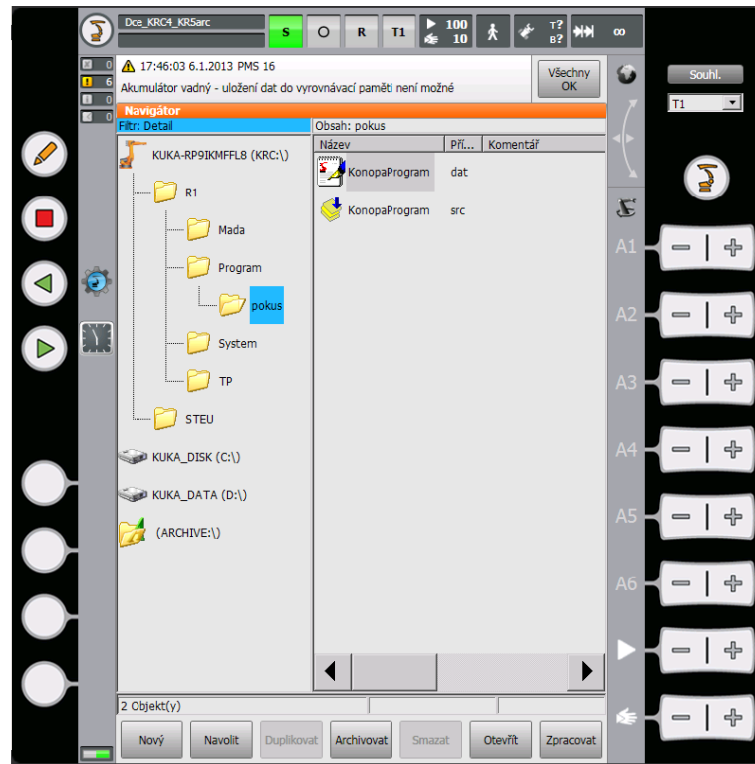 Dce_KRC4_KR5arc
S O R T1 100 10 T? B? ∞
0 17:46:03 6.1.2013 PMS 16
6 Akumulátor vadný - uložení dat do vyrovnávací paměti není možné
0
0
Všechny OK
Souhl.
T1
Navigátor
Filtr: Detail
Obsah: pokus
Název Pří... Komentář
KUKA-RP9IKMFFL8 (KRC:\)
R1
Mada
Program
pokus
System
TP
STEU
KUKA_DISK (C:\)
KUKA_DATA (D:\)
(ARCHIVE:\)
KonopaProgram dat
KonopaProgram src
A1
A2
A3
A4
A5
A6
2 Objekt(y)
Nový Navolit Duplikovat Archivovat Smazat Otevřít Zpracovat